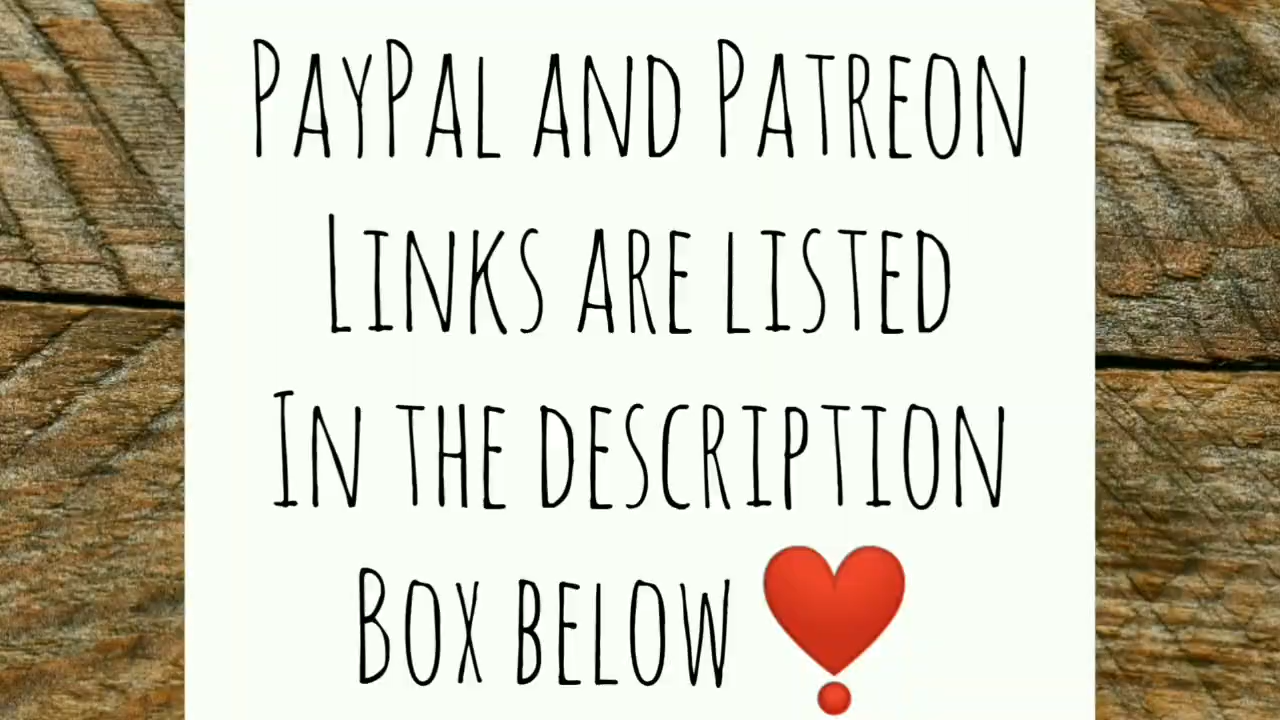 PayPal and Patreon
Links are listed
In the description
Box below ❣